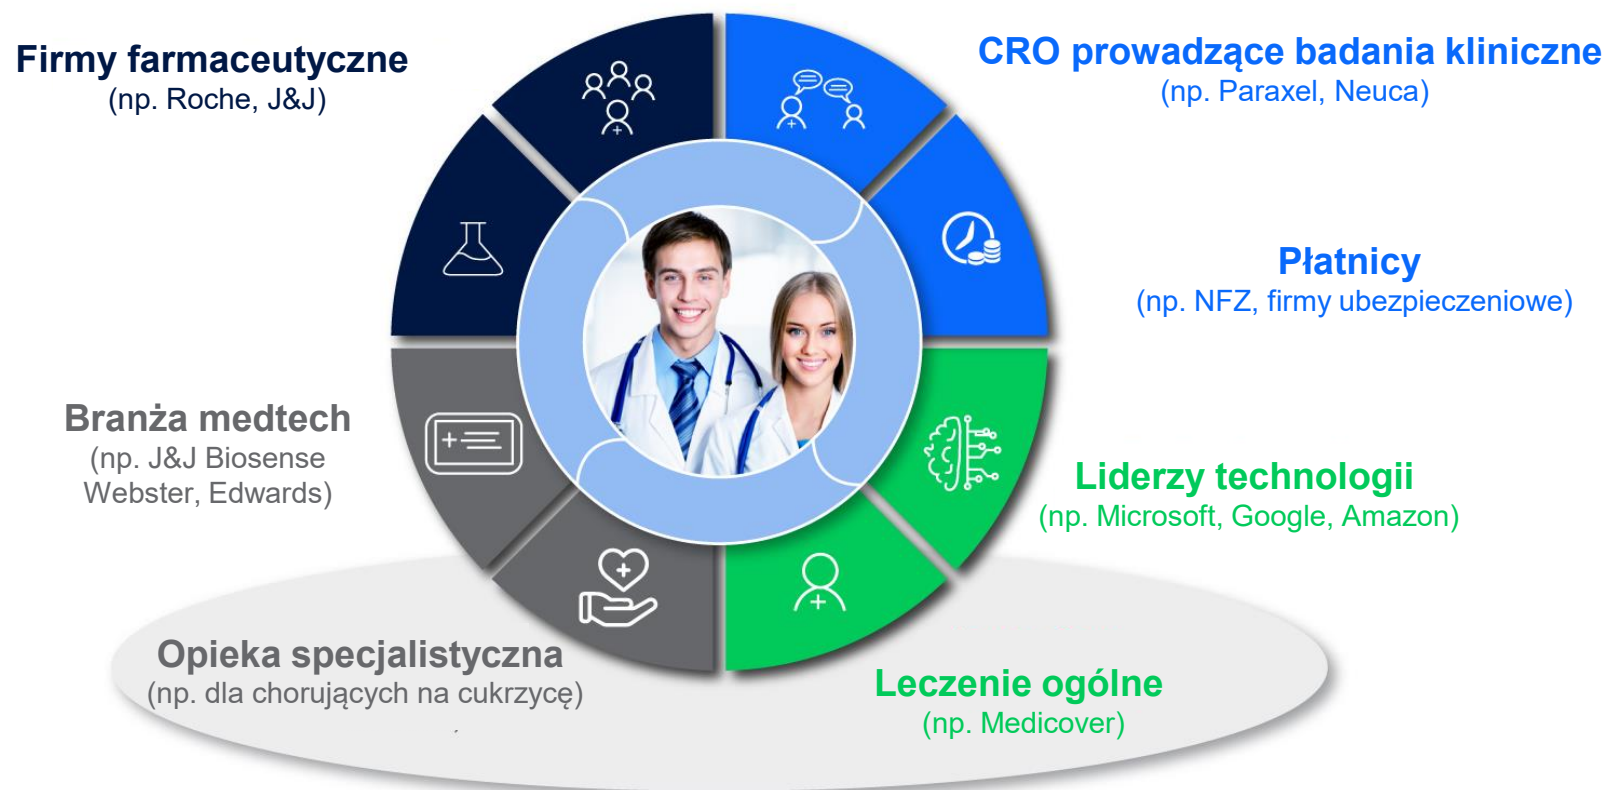 Firmy farmaceutyczne
(np. Roche, J&J)
CRO prowadzące badania kliniczne
(np. Paraxel, Neuca)
Płatnicy
(np. NFZ, firmy ubezpieczeniowe)
Branża medtech
(np. J&J Biosense
Webster, Edwards)
Liderzy technologii
(np. Microsoft, Google, Amazon)
Opieka specjalistyczna
(np. dla chorujących na cukrzycę)
Leczenie ogólne
(np. Medicover)